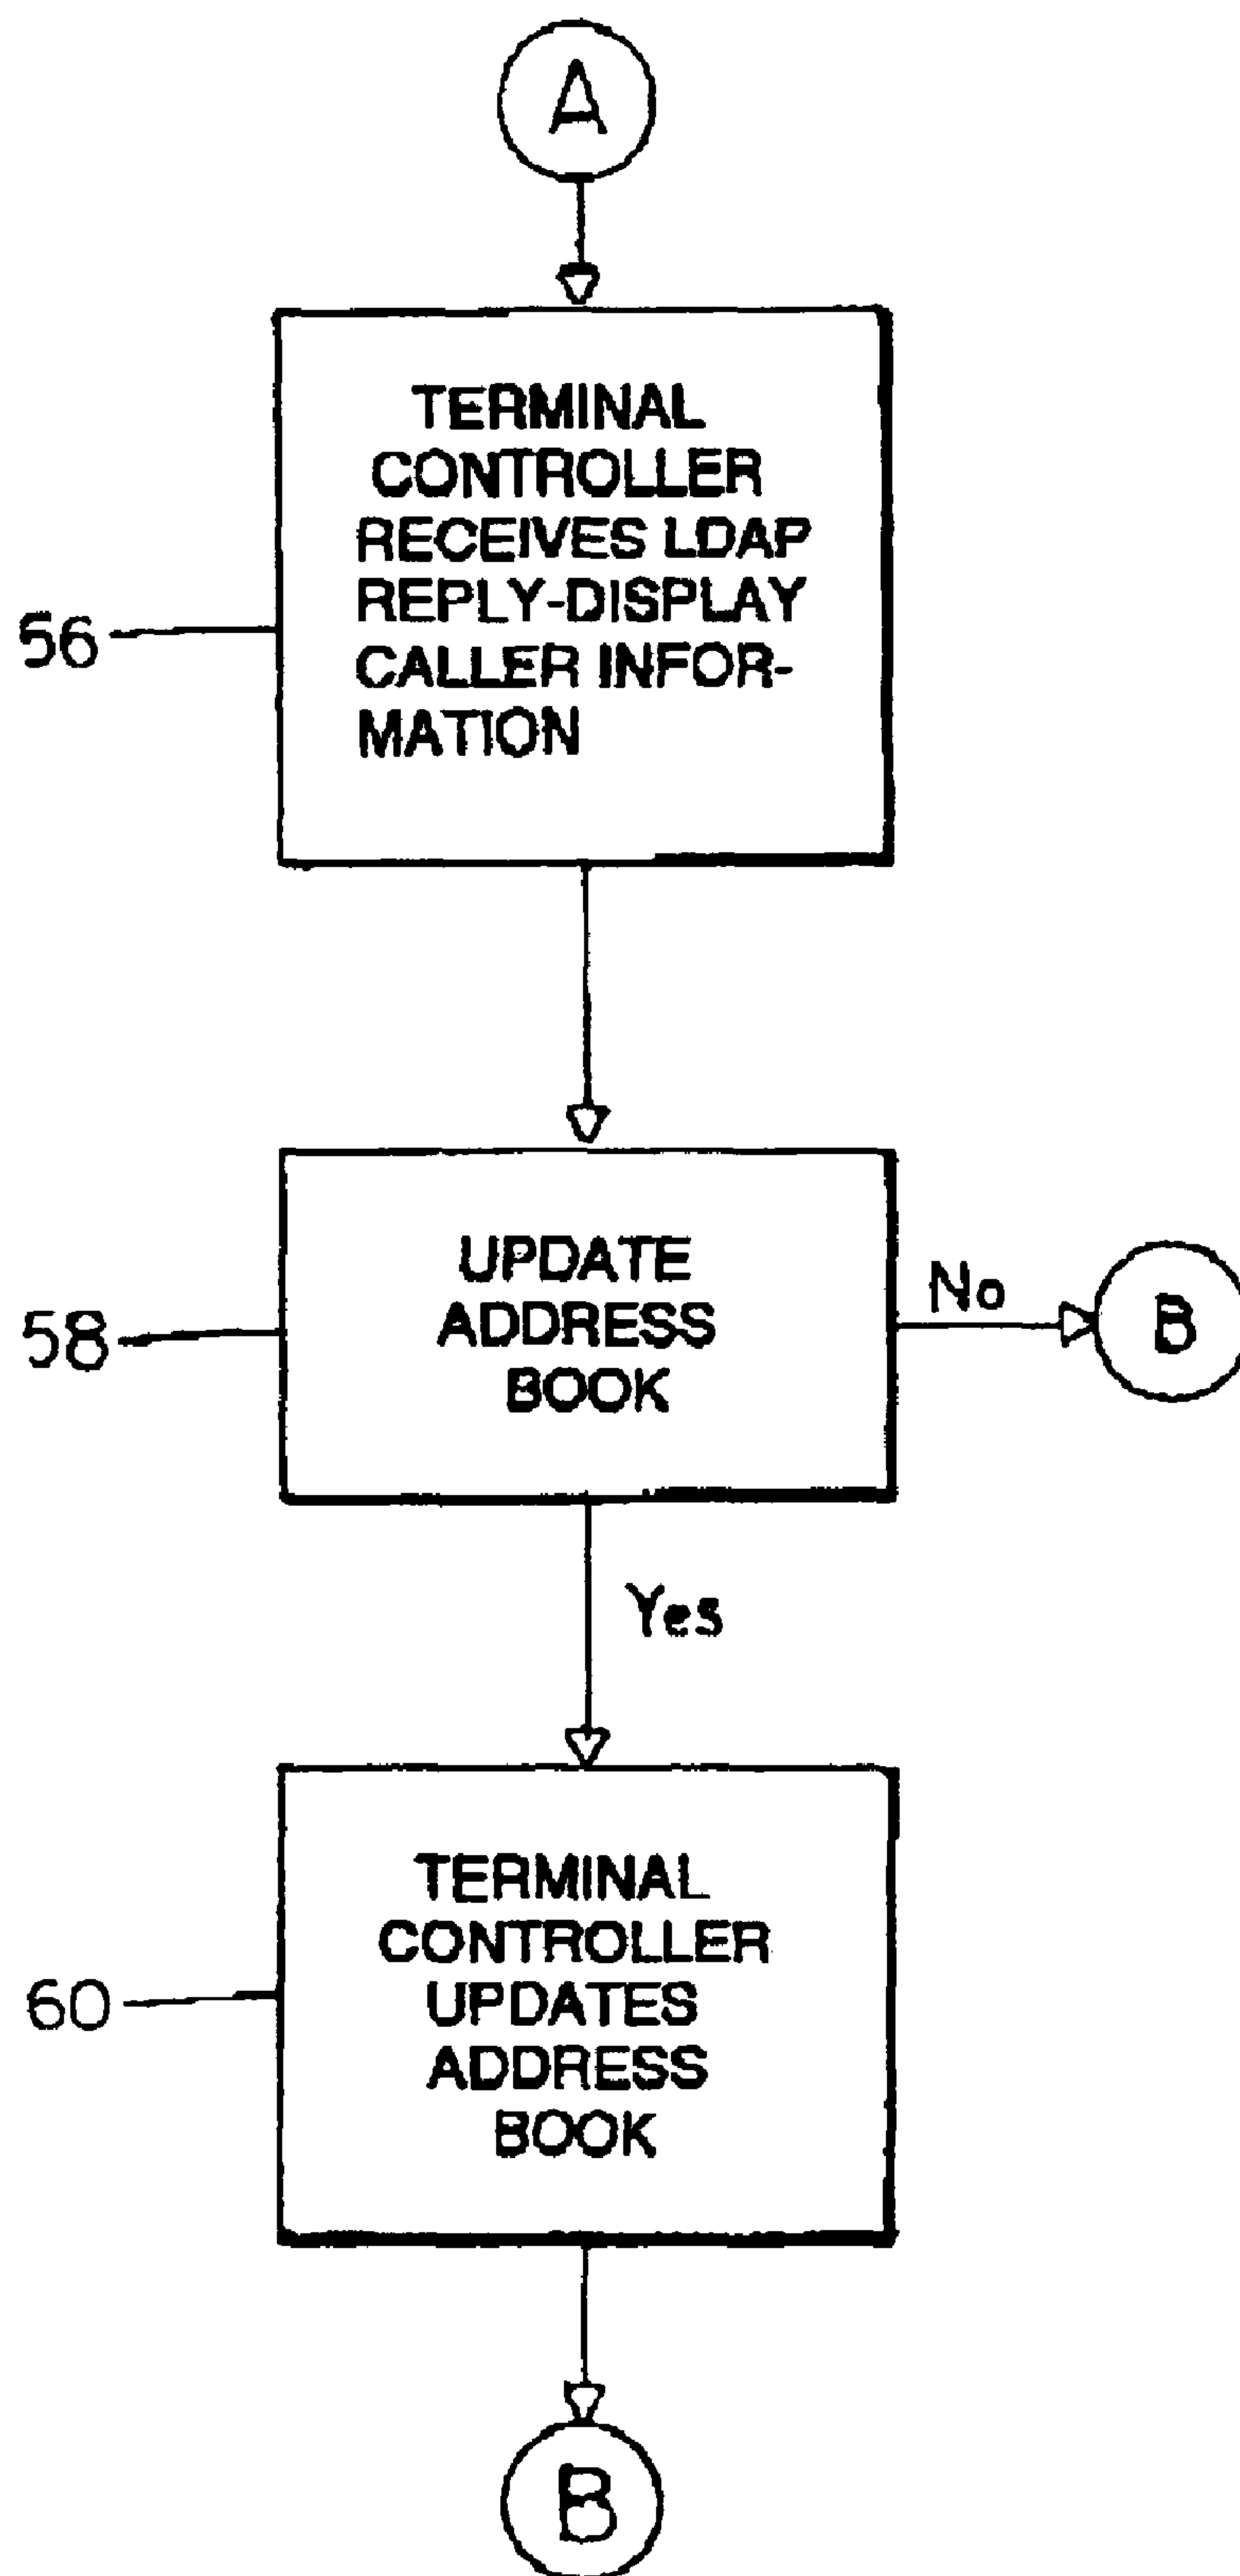 A
TERMINAL
CONTROLLER
RECEIVES LDAP
REPLY-DISPLAY
CALLER INFOR-
MATION
56
UPDATE
ADDRESS
BOOK
58
No
B
Yes
TERMINAL
CONTROLLER
UPDATES
ADDRESS
BOOK
60
B